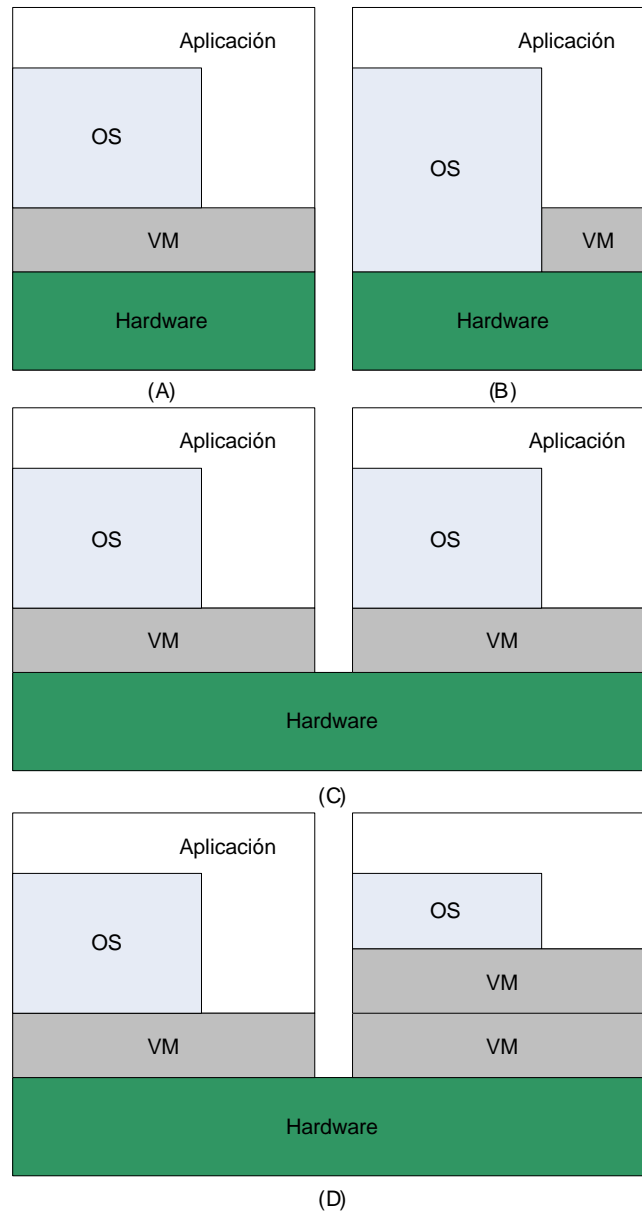 Aplicación
OS
VM
Hardware
(A)
Aplicación
OS
VM
Hardware
(B)
Aplicación
OS
VM
Aplicación
OS
VM
Hardware
(C)
Aplicación
OS
VM
OS
VM
VM
Hardware
(D)